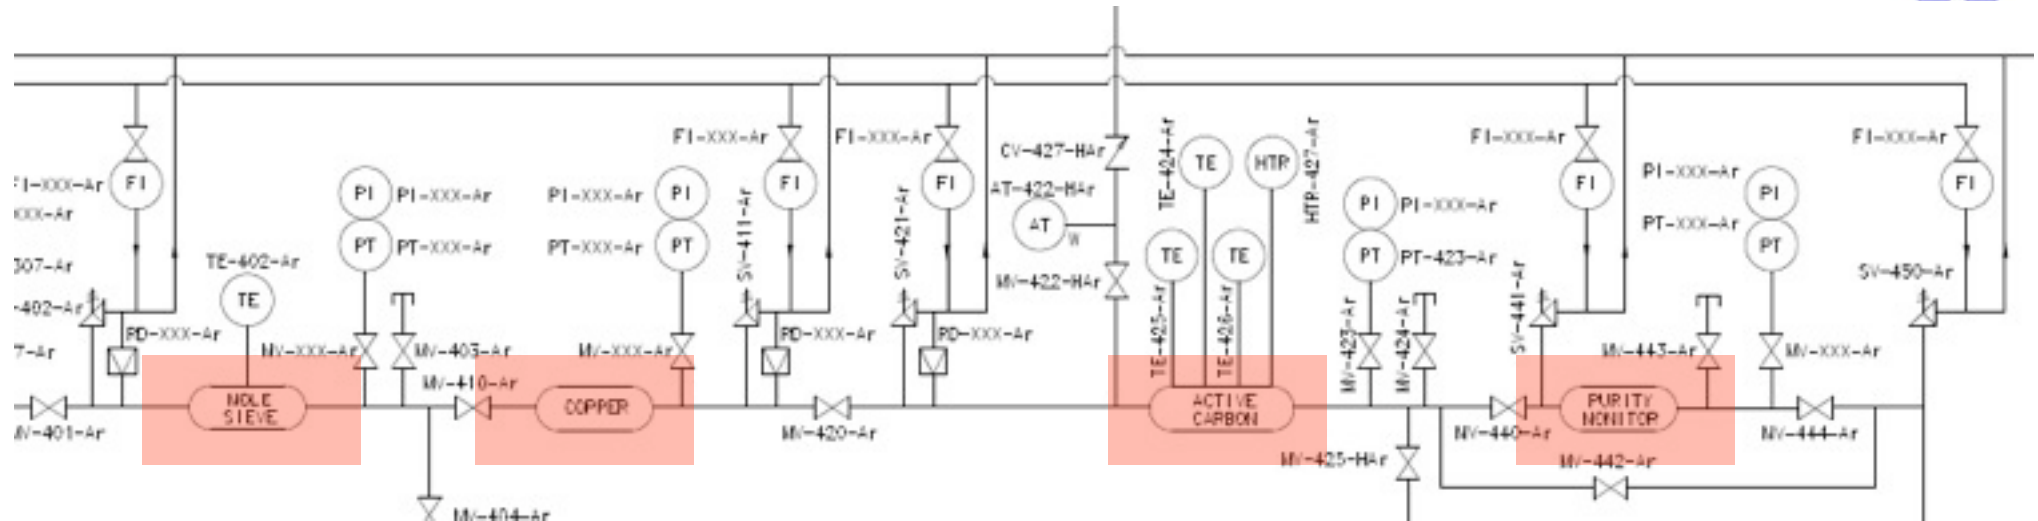 FI-XXX-Ar
FI-XXX-Ar
FI-XXX-Ar
FI-XXX-Ar
CV-427-HAr
AT-422-HAr
AT
W
MV-422-HAr
TE-424-Ar
TE
HTR
HTR-427-Ar
FI
FI-XXX-Ar
XXX-Ar
307-Ar
-402-Ar
7-Ar
TE-402-Ar
TE
RD-XXX-Ar
PI
PI-XXX-Ar
PT
PT-XXX-Ar
MV-XXX-Ar
MV-403-Ar
PI-XXX-Ar
PI
PT-XXX-Ar
PT
MV-XXX-Ar
SV-411-Ar
FI
RD-XXX-Ar
SV-421-Ar
FI
RD-XXX-Ar
TE
TE
TE-425-Ar
TE-426-Ar
PI
PI-XXX-Ar
PT
PT-423-Ar
MV-423-Ar
MV-424-Ar
SV-441-Ar
FI
PI-XXX-Ar
PI
PT-XXX-Ar
PT
MV-443-Ar
MV-XXX-Ar
FI
SV-450-Ar
MV-401-Ar
MOLE
SIEVE
MV-410-Ar
COPPER
MV-420-Ar
ACTIVE
CARBON
MV-425-HAr
MV-440-Ar
PURITY
MONITOR
MV-444-Ar
MV-442-Ar
MV-404-Ar